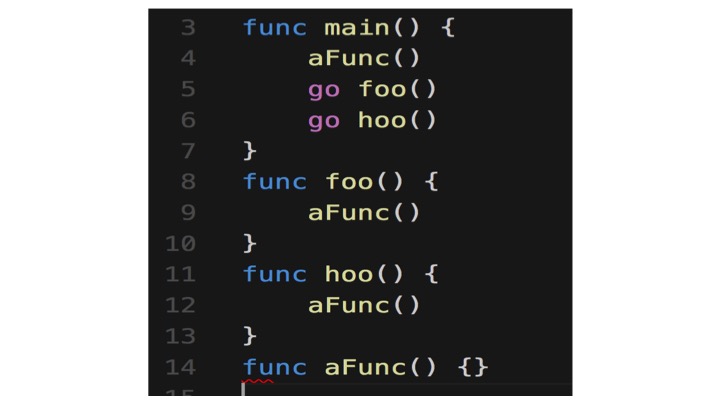 3 func main() {
4 aFunc()
5 go foo()
6 go hoo()
7 }
8 func foo() {
9 aFunc()
10 }
11 func hoo() {
12 aFunc()
13 }
14 func aFunc() {}
15